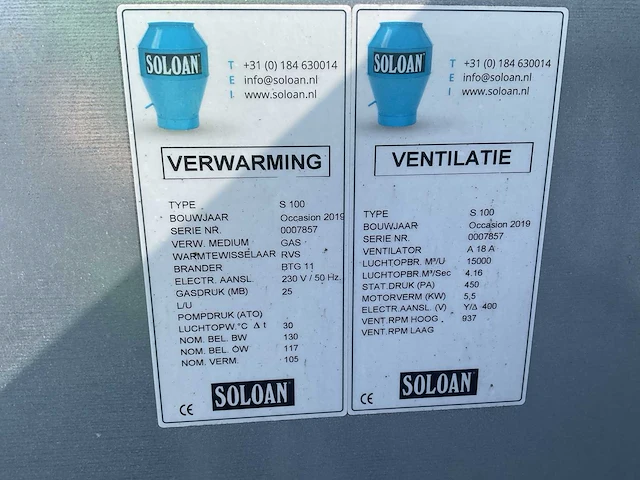 SOLOAN
T +31 (0) 184 630014
E info@soloan.nl
I www.soloan.nl
VERWARMING
TYPE S 100
BOUWJAAR Occasion 2019
SERIE NR. 0007857
VERW. MEDIUM GAS
WARMTEWISSELAAR RVS
BRANDER BTG 11
ELECTR. AANSL. 230 V / 50 Hz.
GASDRUK (MB) 25
L/U
POMPDRUK (ATO)
LUCHTOPW.°C Δ t 30
NOM. BEL. BW 130
NOM. BEL. OW 117
NOM. VERM. 105
CE SOLOAN
SOLOAN
T +31 (0) 184 630014
E info@soloan.nl
I www.soloan.nl
VENTILATIE
TYPE S 100
BOUWJAAR Occasion 2019
SERIE NR. 0007857
VENTILATOR A 18 A
LUCHTOPBR. M³/U 15000
LUCHTOPBR.M³/Sec 4.16
STAT.DRUK (PA) 450
MOTORVERM (KW) 5,5
ELECTR.AANSL. (V) Y/Δ 400
VENT.RPM HOOG 937
VENT.RPM LAAG
CE SOLOAN